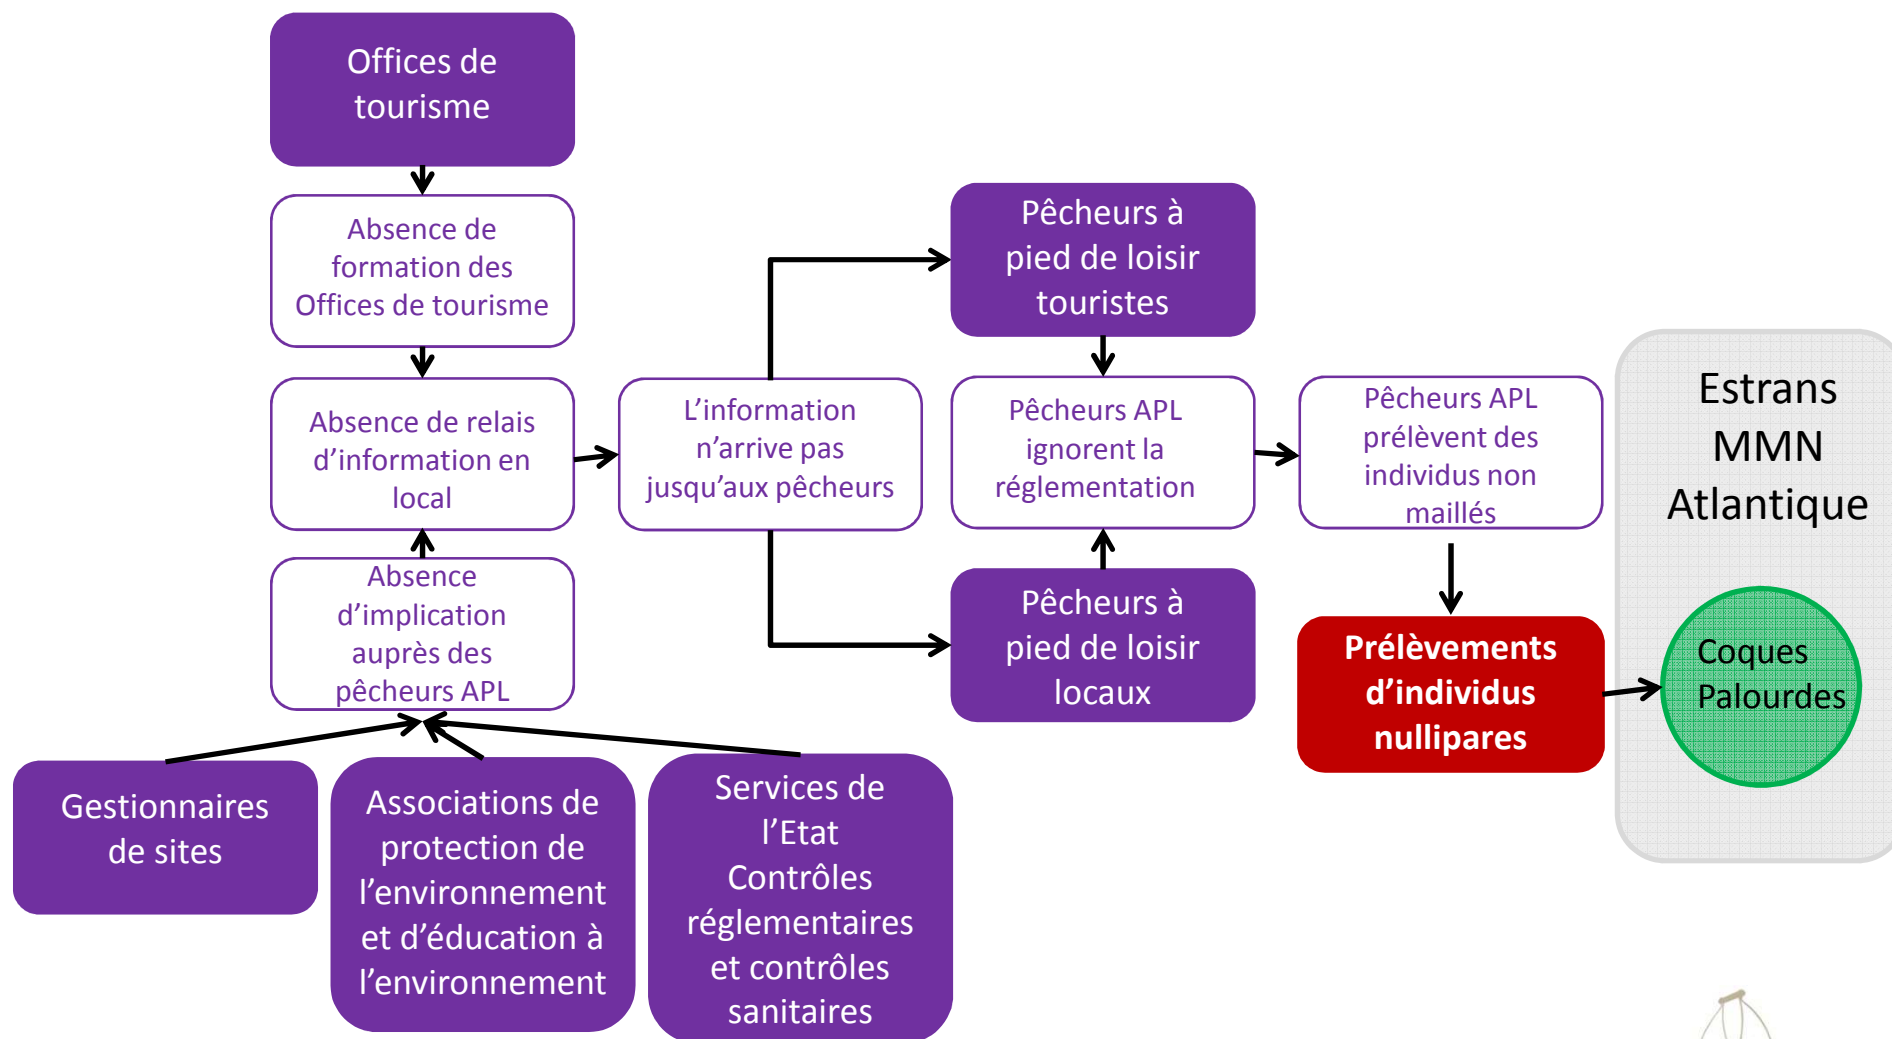 Offices de
tourisme
Absence de
formation des
Offices de tourisme
Absence de relais
d’information en
local
Absence
d’implication
auprès des
pêcheurs APL
Gestionnaires
de sites
Associations de
protection de
l’environnement
et d’éducation à
l’environnement
Services de
l’Etat
Contrôles
réglementaires
et contrôles
sanitaires
L’information
n’arrive pas
jusqu’aux pêcheurs
Pêcheurs à
pied de loisir
touristes
Pêcheurs APL
ignorent la
réglementation
Pêcheurs à
pied de loisir
locaux
Pêcheurs APL
prélèvent des
individus non
maillés
Prélèvements
d’individus
nullipares
Estrans
MMN
Atlantique
Coques
Palourdes